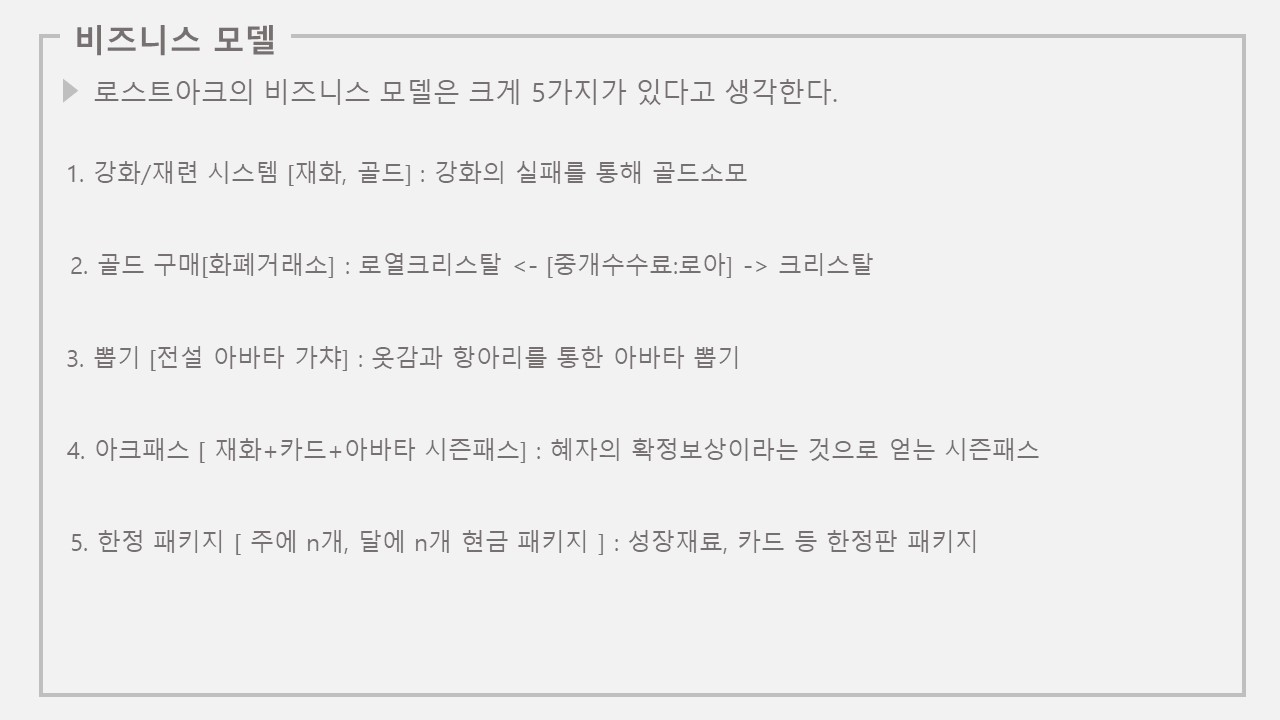 비즈니스 모델
로스트아크의 비즈니스 모델은 크게 5가지가 있다고 생각한다.
1. 강화/재련 시스템 [재화, 골드] : 강화의 실패를 통해 골드소모
2. 골드 구매[화폐거래소] : 로열크리스탈 <- [중개수수료:로아] -> 크리스탈
3. 뽑기 [전설 아바타 가챠] : 옷감과 항아리를 통한 아바타 뽑기
4. 아크패스 [ 재화+카드+아바타 시즌패스] : 혜자의 확정보상이라는 것으로 얻는 시즌패스
5. 한정 패키지 [ 주에 n개, 달에 n개 현금 패키지 ] : 성장재료, 카드 등 한정판 패키지